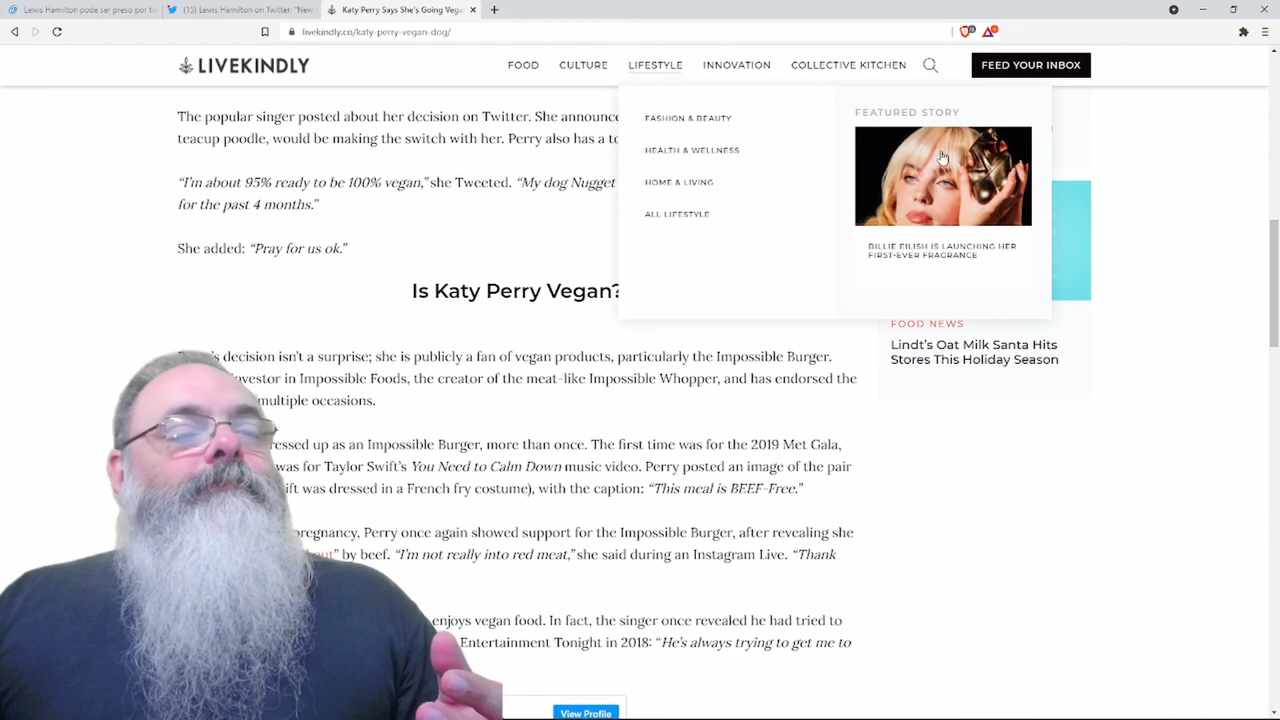 Lewis Hamilton pode ser preso por to
(15) Lewis Hamilton on Twitter: "New
Katy Perry Says She's Going Vega
livekindly.co/katy-perry-vegan-dog/
LIVEKINDLY
FOOD CULTURE LIFESTYLE INNOVATION COLLECTIVE KITCHEN
FEED YOUR INBOX
The popular singer posted about her decision on Twitter. She announce
teacup poodle, would be making the switch with her. Perry also has a to
"I'm about 95% ready to be 100% vegan," she Tweeted. "My dog Nugget
for the past 4 months."
She added: "Pray for us ok."
FASHION & BEAUTY
HEALTH & WELLNESS
HOME & LIVING
ALL LIFESTYLE
FEATURED STORY
BILLIE EILISH IS LAUNCHING HER
FIRST-EVER FRAGRANCE
Is Katy Perry Vegan?
FOOD NEWS
Lindt's Oat Milk Santa Hits
Stores This Holiday Season
decision isn't a surprise; she is publicly a fan of vegan products, particularly the Impossible Burger.
investor in Impossible Foods, the creator of the meat-like Impossible Whopper, and has endorsed the
multiple occasions.
ressed up as an Impossible Burger, more than once. The first time was for the 2019 Met Gala,
was for Taylor Swift's You Need to Calm Down music video. Perry posted an image of the pair
ift was dressed in a French fry costume), with the caption: "This meal is BEEF-Free."
pregnancy, Perry once again showed support for the Impossible Burger, after revealing she
out" by beef. "I'm not really into red meat," she said during an Instagram Live. "Thank
enjoys vegan food. In fact, the singer once revealed he had tried to
Entertainment Tonight in 2018: "He's always trying to get me to
View Profile